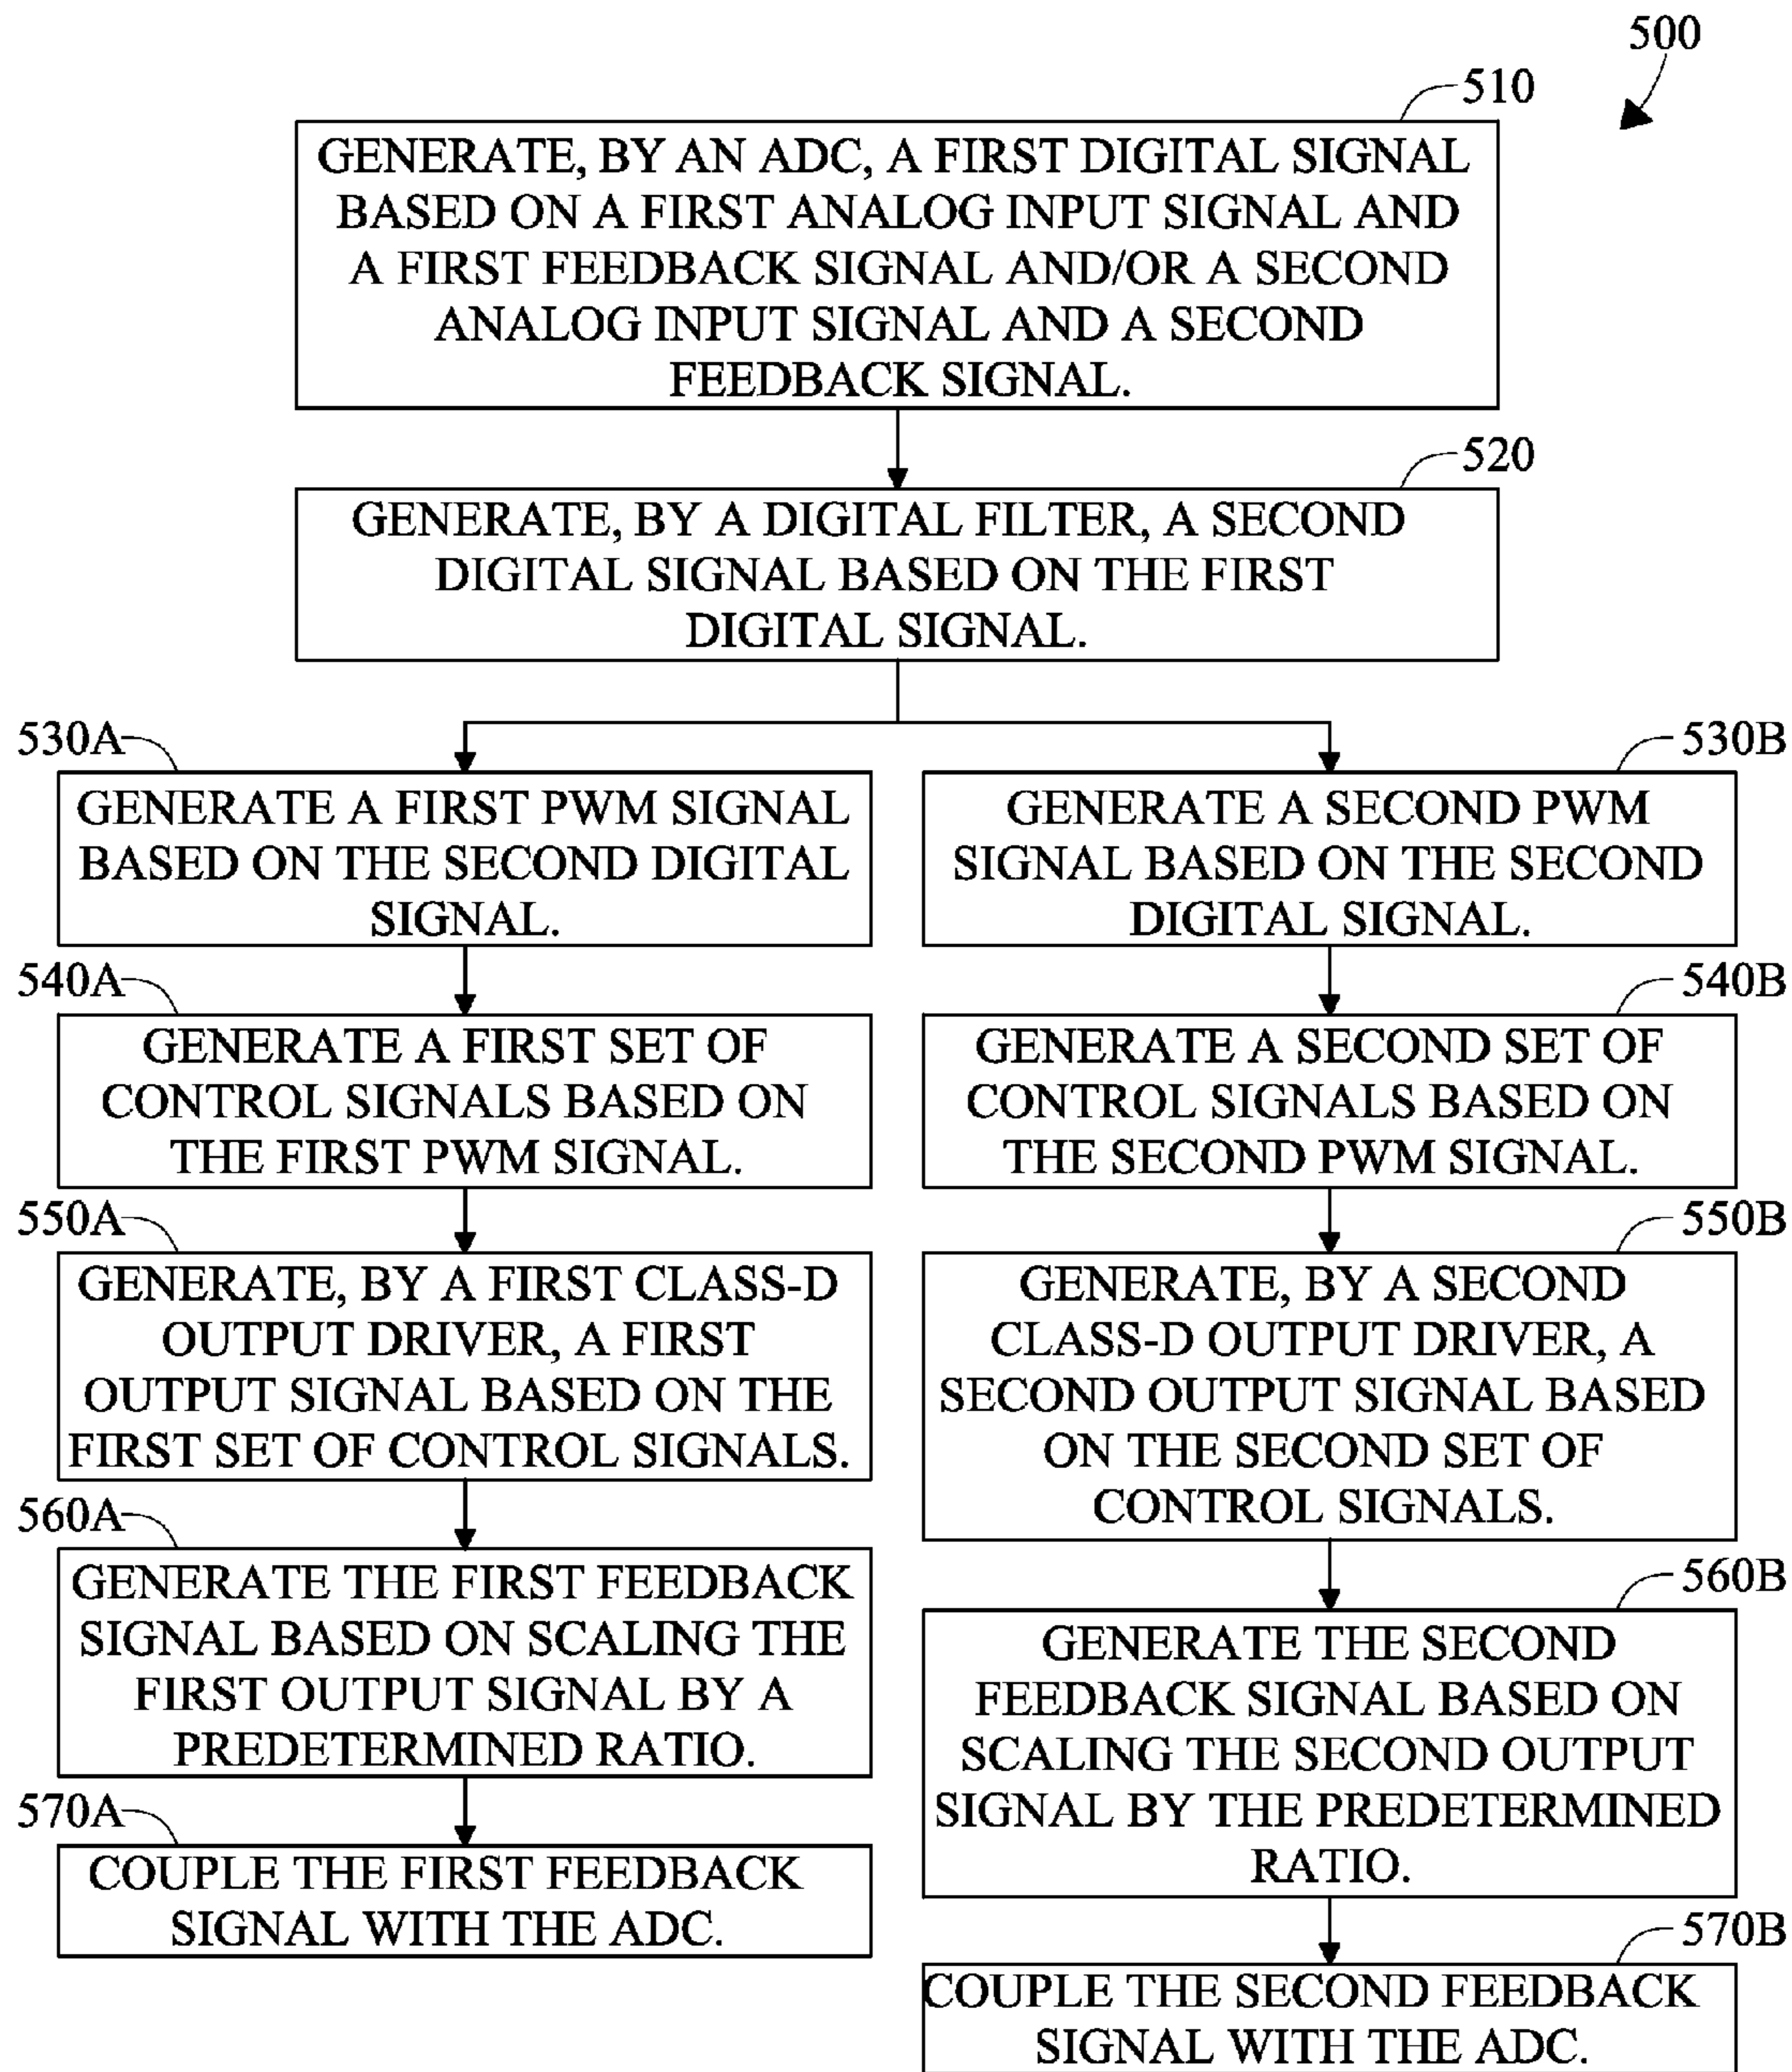 500
510
GENERATE, BY AN ADC, A FIRST DIGITAL SIGNAL
BASED ON A FIRST ANALOG INPUT SIGNAL AND
A FIRST FEEDBACK SIGNAL AND/OR A SECOND
ANALOG INPUT SIGNAL AND A SECOND
FEEDBACK SIGNAL.
520
GENERATE, BY A DIGITAL FILTER, A SECOND
DIGITAL SIGNAL BASED ON THE FIRST
DIGITAL SIGNAL.
530A
GENERATE A FIRST PWM SIGNAL
BASED ON THE SECOND DIGITAL
SIGNAL.
540A
GENERATE A FIRST SET OF
CONTROL SIGNALS BASED ON
THE FIRST PWM SIGNAL.
550A
GENERATE, BY A FIRST CLASS-D
OUTPUT DRIVER, A FIRST
OUTPUT SIGNAL BASED ON THE
FIRST SET OF CONTROL SIGNALS.
560A
GENERATE THE FIRST FEEDBACK
SIGNAL BASED ON SCALING THE
FIRST OUTPUT SIGNAL BY A
PREDETERMINED RATIO.
570A
COUPLE THE FIRST FEEDBACK
SIGNAL WITH THE ADC.
530B
GENERATE A SECOND PWM
SIGNAL BASED ON THE SECOND
DIGITAL SIGNAL.
540B
GENERATE A SECOND SET OF
CONTROL SIGNALS BASED ON
THE SECOND PWM SIGNAL.
550B
GENERATE, BY A SECOND
CLASS-D OUTPUT DRIVER, A
SECOND OUTPUT SIGNAL BASED
ON THE SECOND SET OF
CONTROL SIGNALS.
560B
GENERATE THE SECOND
FEEDBACK SIGNAL BASED ON
SCALING THE SECOND OUTPUT
SIGNAL BY THE PREDETERMINED
RATIO.
570B
COUPLE THE SECOND FEEDBACK
SIGNAL WITH THE ADC.